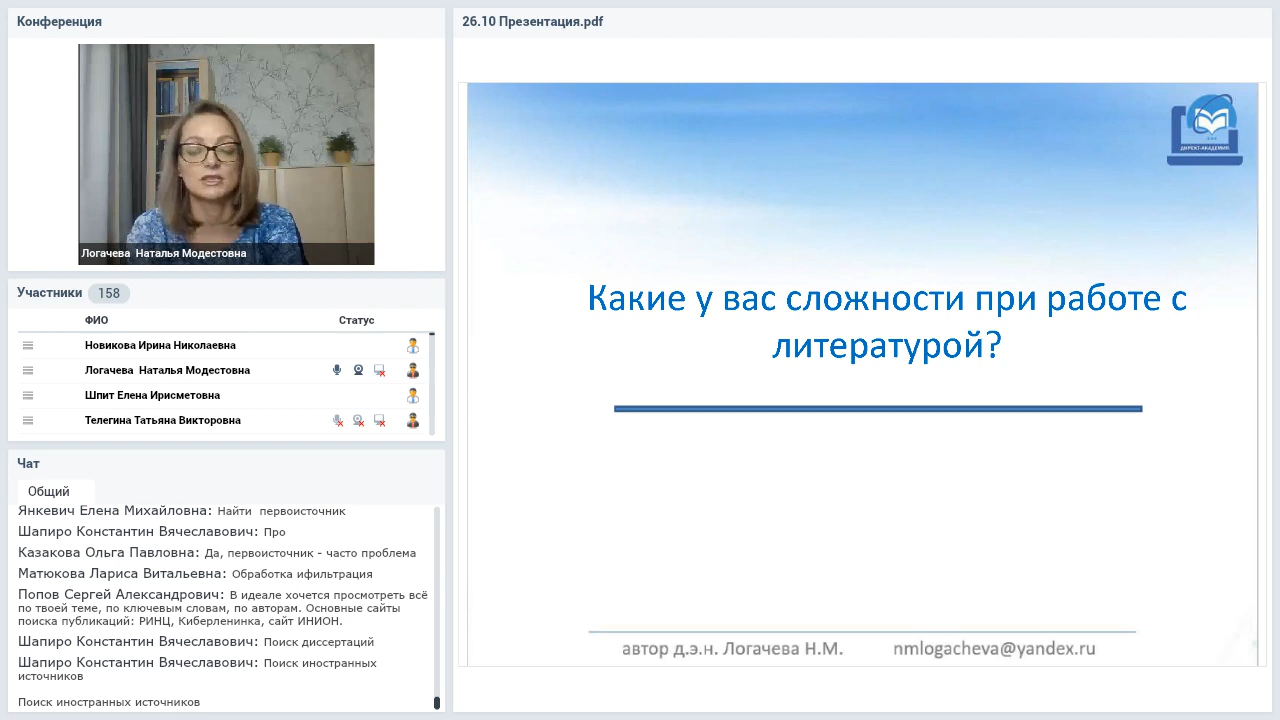 Конференция
Логачева  Наталья Модестовна
Участники 158
ФИО Статус
Новикова Ирина Николаевна
Логачева  Наталья Модестовна
Шпит Елена Ирисметовна
Телегина Татьяна Викторовна
Чат
Общий
Янкевич Елена Михайловна: Найти  первоисточник
Шапиро Константин Вячеславович: Про
Казакова Ольга Павловна: Да, первоисточник - часто проблема
Матюкова Лариса Витальевна: Обработка ифильтрация
Попов Сергей Александрович: В идеале хочется просмотреть всё
по твоей теме, по ключевым словам, по авторам. Основные сайты
поиска публикаций: РИНЦ, Киберленинка, сайт ИНИОН.
Шапиро Константин Вячеславович: Поиск диссертаций
Шапиро Константин Вячеславович: Поиск иностранных
источников
Поиск иностранных источников
26.10 Презентация.pdf
ДИРЕКТ-АКАДЕМИЯ
Какие у вас сложности при работе с
литературой?
автор д.э.н. Логачева Н.М. nmlogacheva@yandex.ru